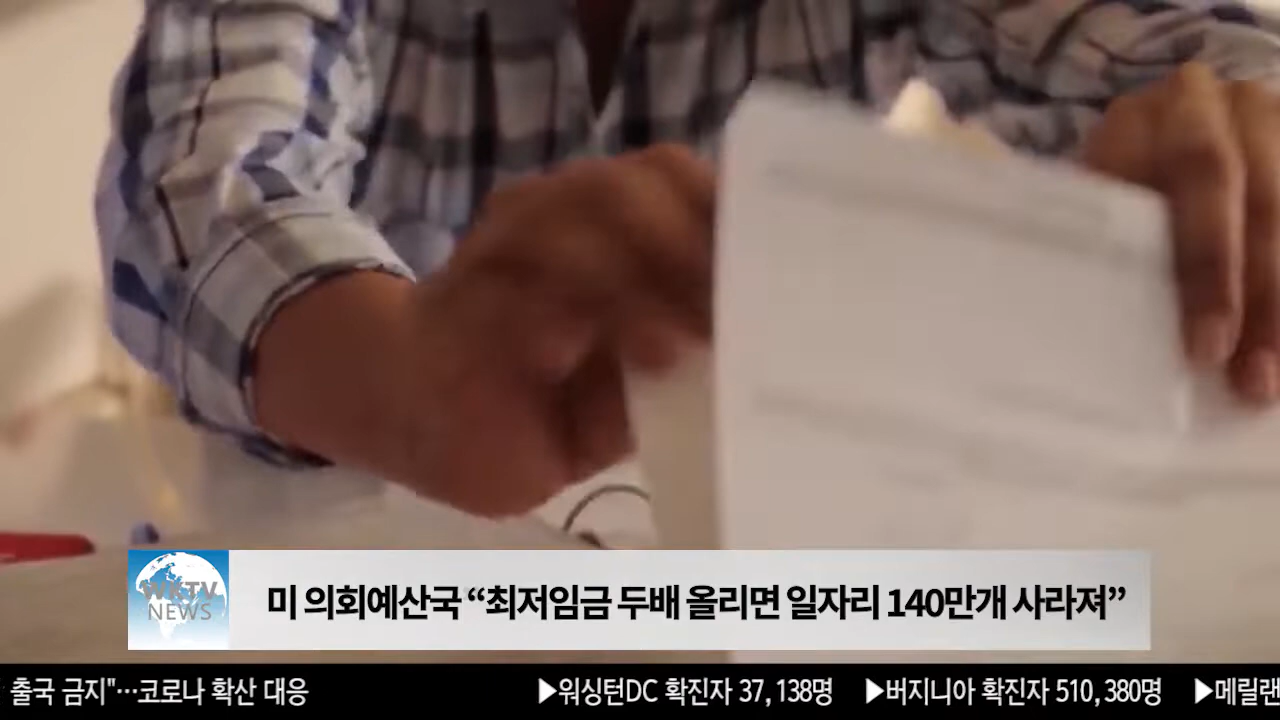 WKTV
NEWS
미 의회예산국 “최저임금 두배 올리면 일자리 140만개 사라져”
출국 금지"…코로나 확산 대응 ▶워싱턴DC 확진자 37,138명 ▶버지니아 확진자 510,380명 ▶메릴랜